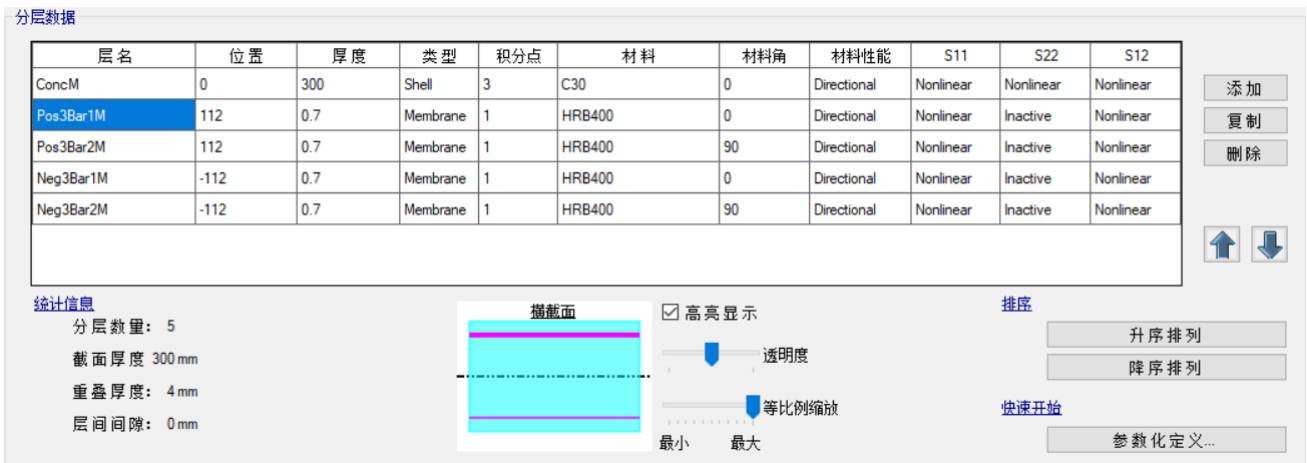 分层数据
层名 位置 厚度 类型 积分点 材料 材料角 材料性能 S11 S22 S12
ConcM 0 300 Shell 3 C30 0 Directional Nonlinear Nonlinear Nonlinear
Pos3Bar1M 112 0.7 Membrane 1 HRB400 0 Directional Nonlinear Inactive Nonlinear
Pos3Bar2M 112 0.7 Membrane 1 HRB400 90 Directional Nonlinear Inactive Nonlinear
Neg3Bar1M -112 0.7 Membrane 1 HRB400 0 Directional Nonlinear Inactive Nonlinear
Neg3Bar2M -112 0.7 Membrane 1 HRB400 90 Directional Nonlinear Inactive Nonlinear
添加
复制
删除
统计信息
分层数量: 5
截面厚度 300 mm
重叠厚度: 4 mm
层间间隙: 0 mm
横截面
高亮显示
透明度
等比例缩放
最小 最大
排序
升序排列
降序排列
快速开始
参数化定义...